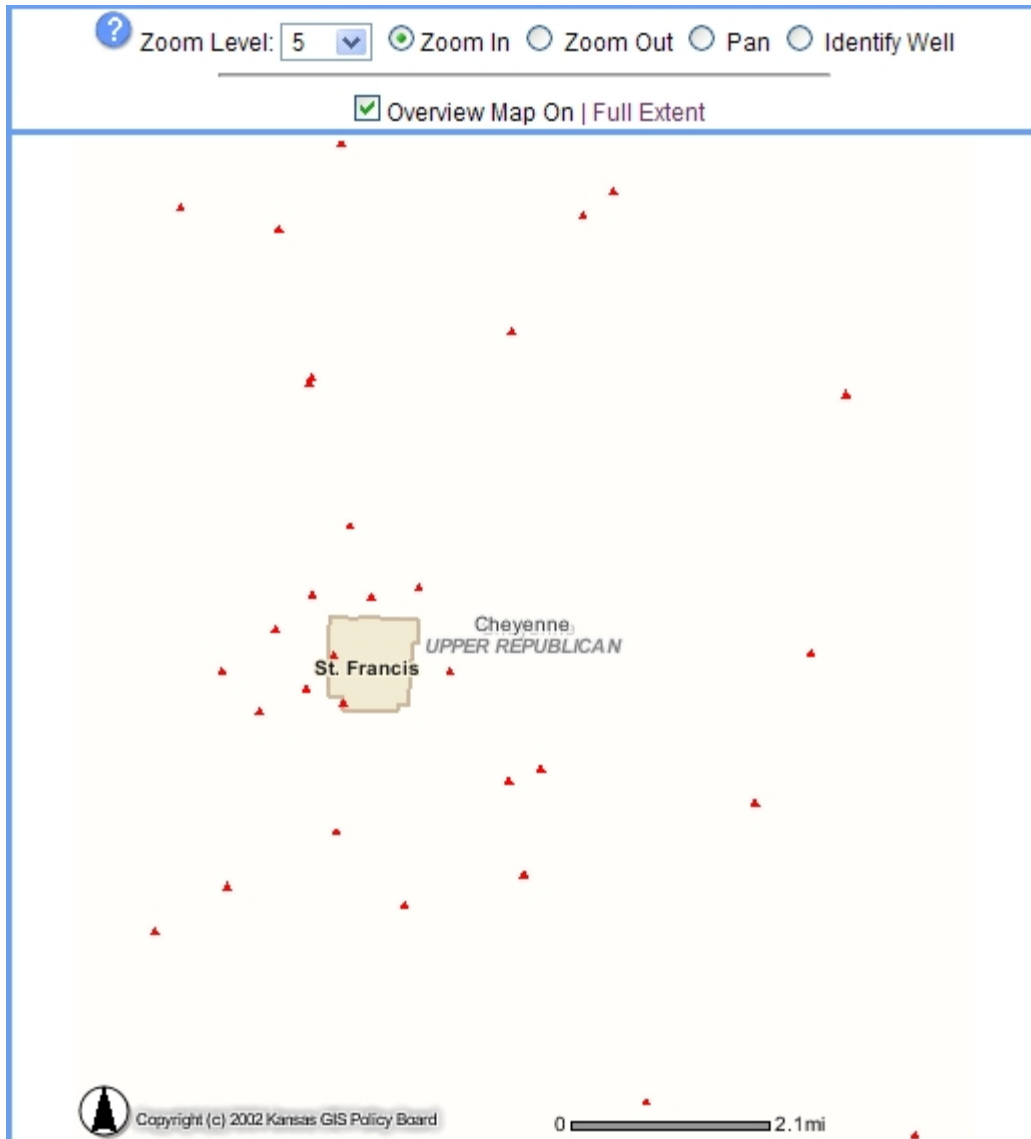 ? Zoom Level: 5 Zoom In Zoom Out Pan Identify Well
Overview Map On | Full Extent
Cheyenne
UPPER REPUBLICAN
St. Francis
Copyright (c) 2002 Kansas GIS Policy Board
0 2.1mi